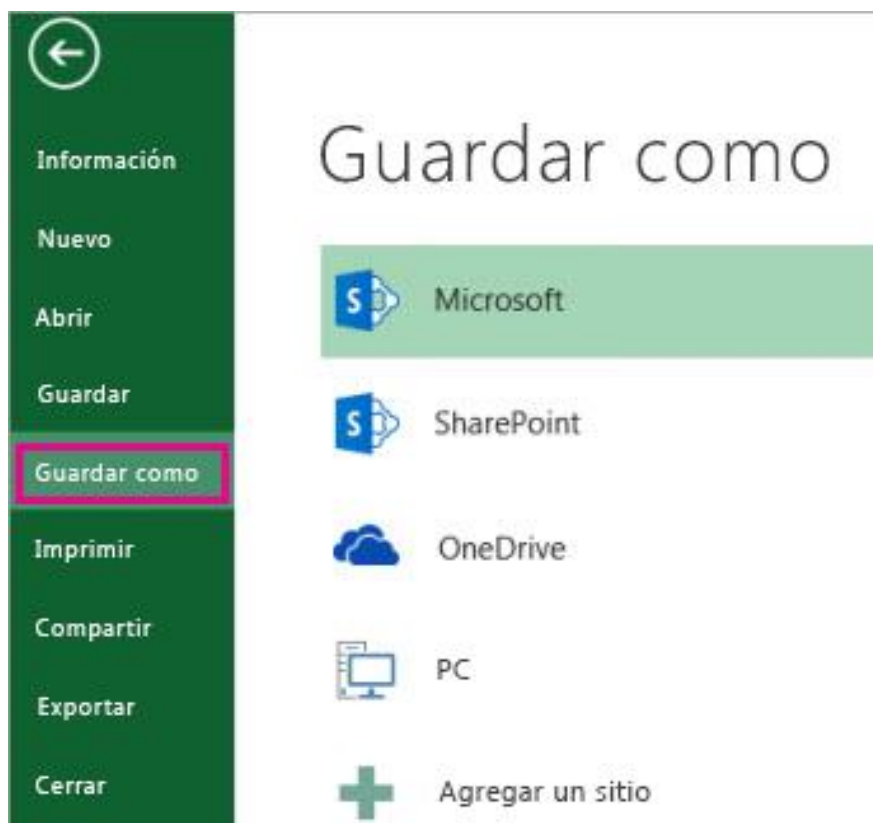 Información
Nuevo
Abrir
Guardar
Guardar como
Imprimir
Compartir
Exportar
Cerrar
Guardar como
S
Microsoft
S
SharePoint
OneDrive
PC
Agregar un sitio